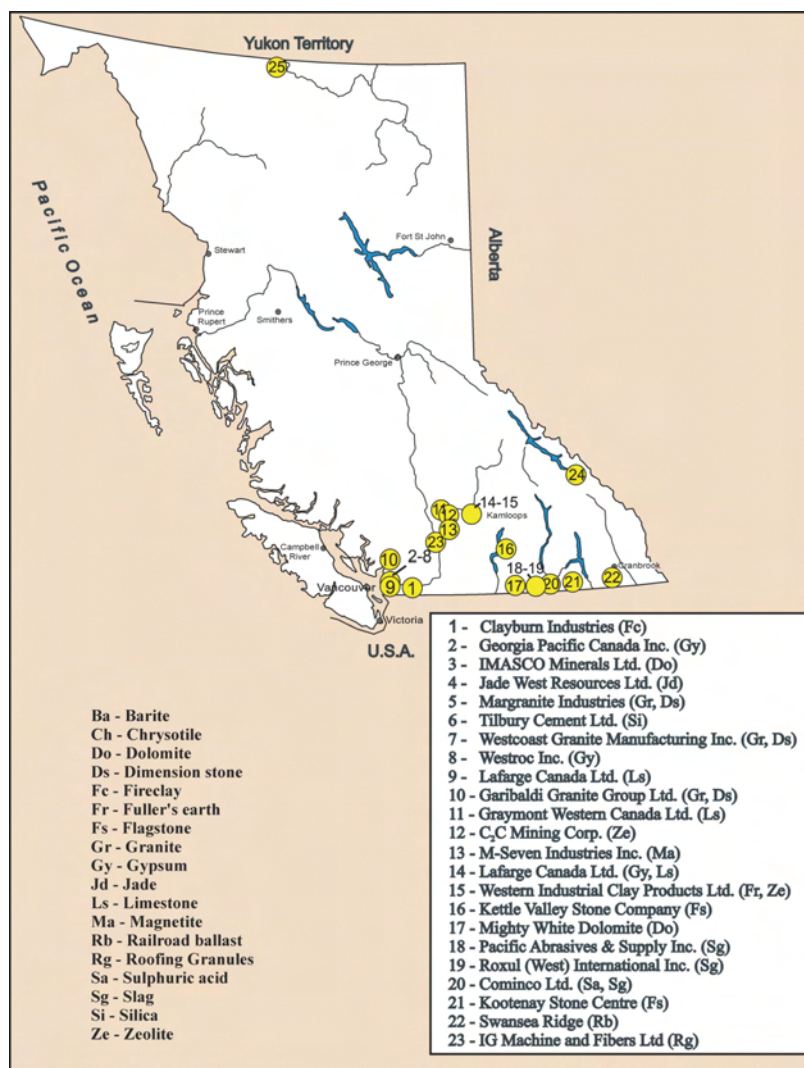 Yukon Territory
25
Pacific Ocean
Alberta
Fort St John
Stewart
Prince
Rupert
Smithers
Prince George
24
14-15
11
12
Kamloops
13
23
2-8
16
10
Campbell
River
18-19
Cranbrook
Vancouver
9
1
17
20
21
22
Victoria
U.S.A.
1 - Clayburn Industries (Fc)
2 - Georgia Pacific Canada Inc. (Gy)
3 - IMASCO Minerals Ltd. (Do)
4 - Jade West Resources Ltd. (Jd)
5 - Margranite Industries (Gr, Ds)
6 - Tilbury Cement Ltd. (Si)
7 - Westcoast Granite Manufacturing Inc. (Gr, Ds)
8 - Westroc Inc. (Gy)
9 - Lafarge Canada Ltd. (Ls)
10 - Garibaldi Granite Group Ltd. (Gr, Ds)
11 - Graymont Western Canada Ltd. (Ls)
12 - C₂C Mining Corp. (Ze)
13 - M-Seven Industries Inc. (Ma)
14 - Lafarge Canada Ltd. (Gy, Ls)
15 - Western Industrial Clay Products Ltd. (Fr, Ze)
16 - Kettle Valley Stone Company (Fs)
17 - Mighty White Dolomite (Do)
18 - Pacific Abrasives & Supply Inc. (Sg)
19 - Roxul (West) International Inc. (Sg)
20 - Cominco Ltd. (Sa, Sg)
21 - Kootenay Stone Centre (Fs)
22 - Swansea Ridge (Rb)
23 - IG Machine and Fibers Ltd (Rg)
Ba - Barite
Ch - Chrysotile
Do - Dolomite
Ds - Dimension stone
Fc - Fireclay
Fr - Fuller's earth
Fs - Flagstone
Gr - Granite
Gy - Gypsum
Jd - Jade
Ls - Limestone
Ma - Magnetite
Rb - Railroad ballast
Rg - Roofing Granules
Sa - Sulphuric acid
Sg - Slag
Si - Silica
Ze - Zeolite